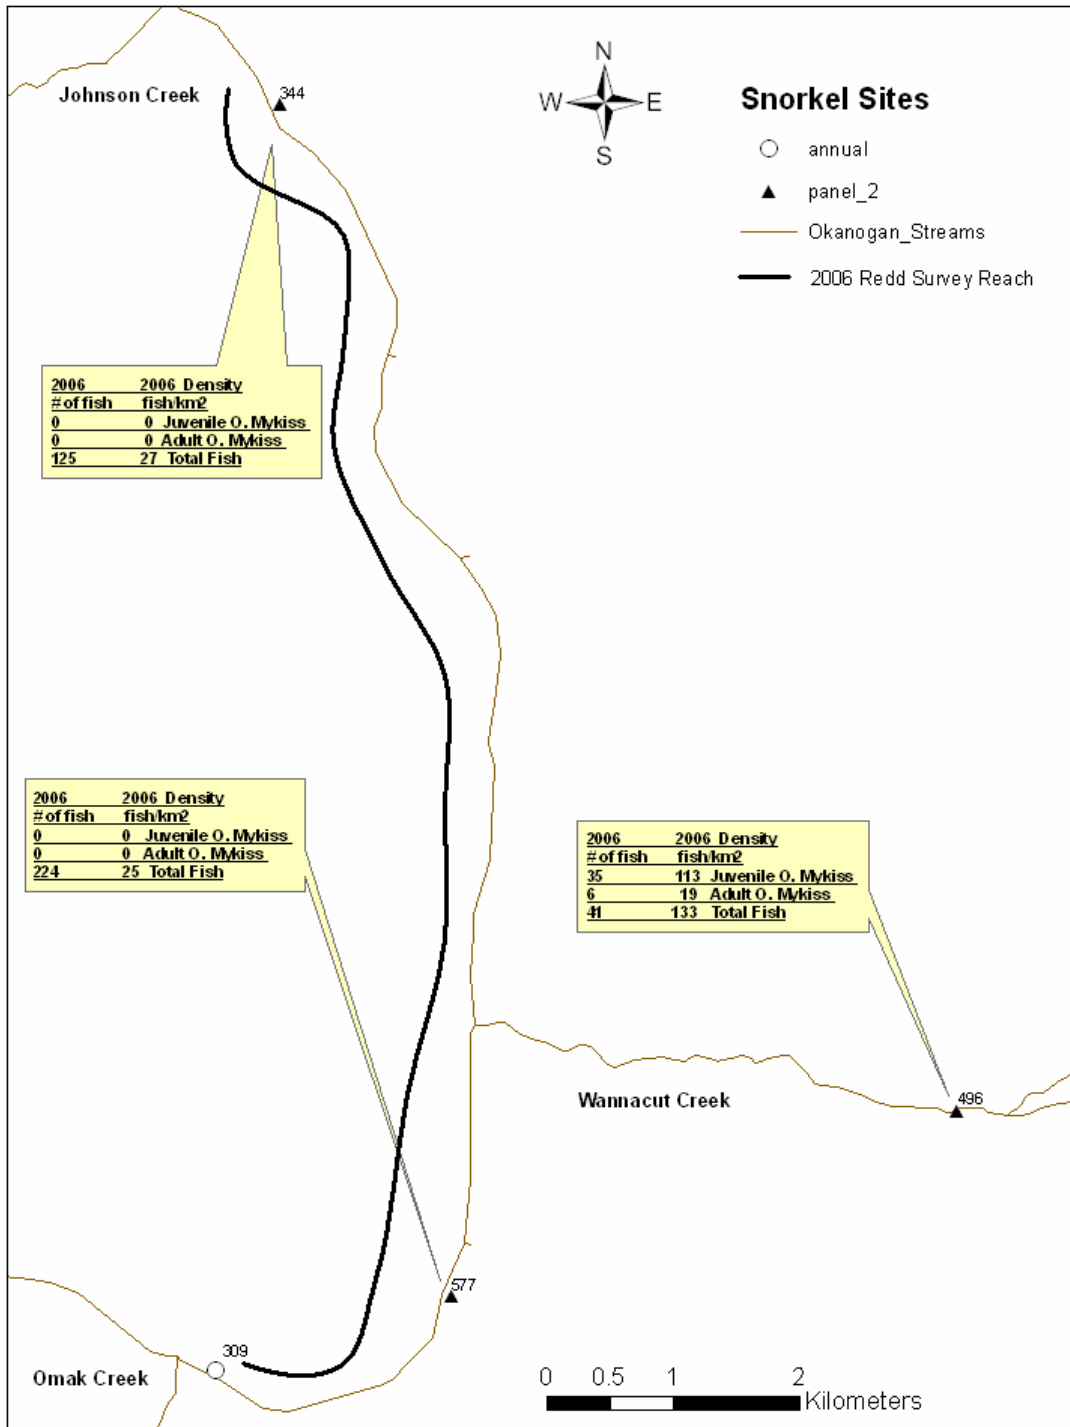 Johnson Creek
344
N
W E
S
Snorkel Sites
annual
panel_2
Okanogan_Streams
2006 Redd Survey Reach
2006 2006 Density
# of fish fish/km2
0 0 Juvenile O. Mykiss
0 0 Adult O. Mykiss
125 27 Total Fish
2006 2006 Density
# of fish fish/km2
0 0 Juvenile O. Mykiss
0 0 Adult O. Mykiss
224 25 Total Fish
2006 2006 Density
# of fish fish/km2
35 113 Juvenile O. Mykiss
6 19 Adult O. Mykiss
41 133 Total Fish
Wannacut Creek
496
577
309
Omak Creek
0 0.5 1 2
Kilometers